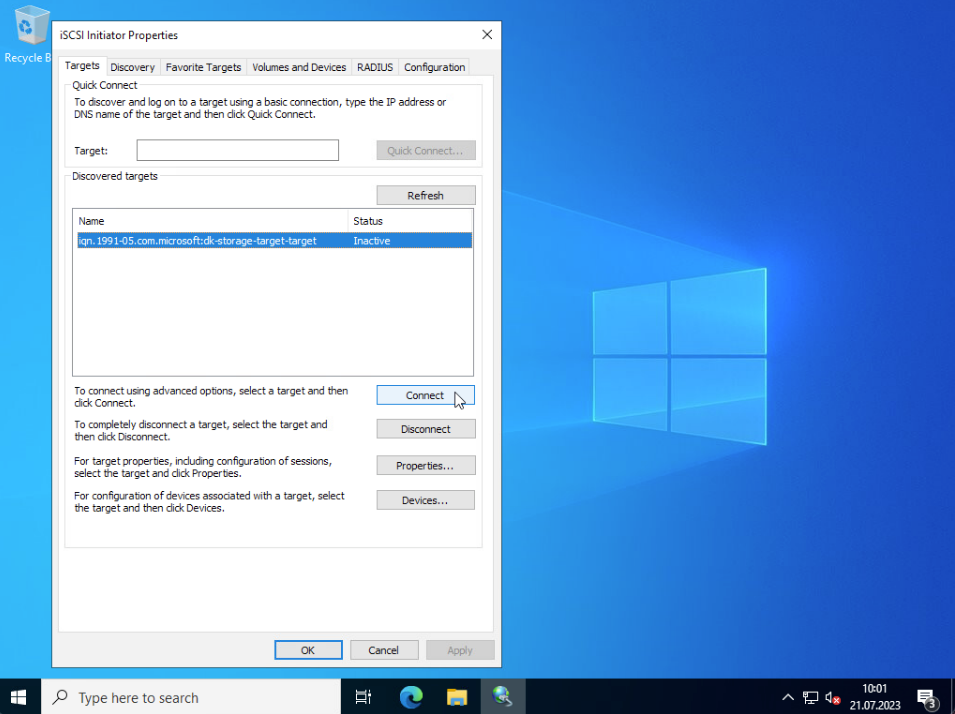 Recycle B
iSCSI Initiator Properties
Targets Discovery Favorite Targets Volumes and Devices RADIUS Configuration
Quick Connect
To discover and log on to a target using a basic connection, type the IP address or
DNS name of the target and then click Quick Connect.
Target:
Quick Connect...
Discovered targets
Refresh
Name Status
iqn.1991-05.com.microsoft:dk-storage-target-target Inactive
To connect using advanced options, select a target and then
click Connect.
Connect
To completely disconnect a target, select the target and
then click Disconnect.
Disconnect
For target properties, including configuration of sessions,
select the target and click Properties.
Properties...
For configuration of devices associated with a target, select
the target and then click Devices.
Devices...
OK Cancel Apply
Type here to search
10:01
21.07.2023
3